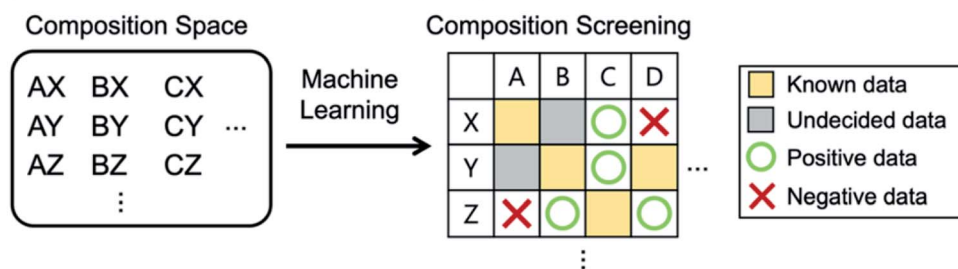 Composition Space
AX BX CX
AY BY CY ...
AZ BZ CZ
⋮
Machine
Learning
Composition Screening
A B C D
X
Y ...
Z
⋮
Known data
Undecided data
Positive data
Negative data